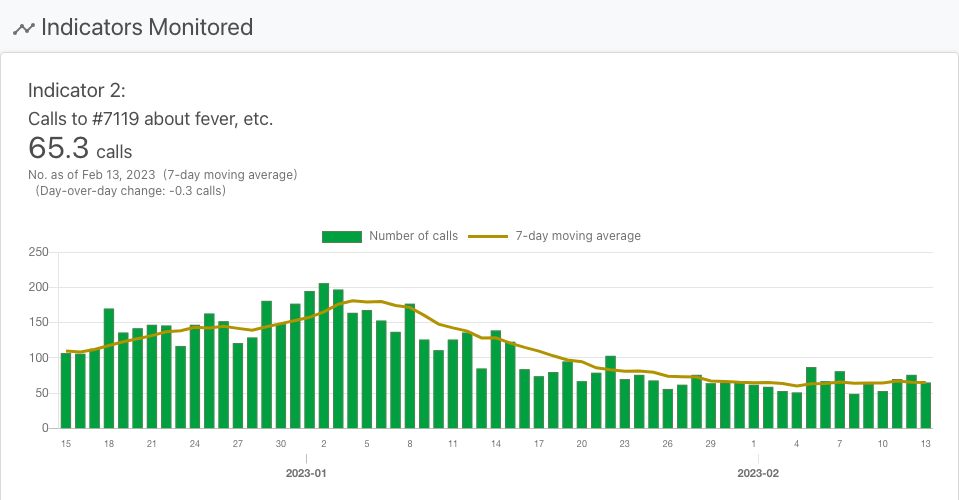 Indicators Monitored
Indicator 2:
Calls to #7119 about fever, etc.
65.3 calls
No. as of Feb 13, 2023 (7-day moving average)
(Day-over-day change: -0.3 calls)
Number of calls 7-day moving average
250
200
150
100
50
0
15 18 21 24 27 30 2 5 8 11 14 17 20 23 26 29 1 4 7 10 13
2023-01 2023-02